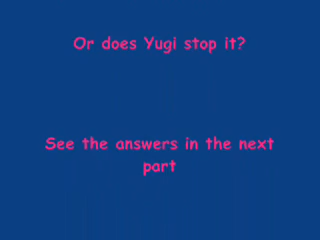 Or does Yugi stop it?
See the answers in the next
part